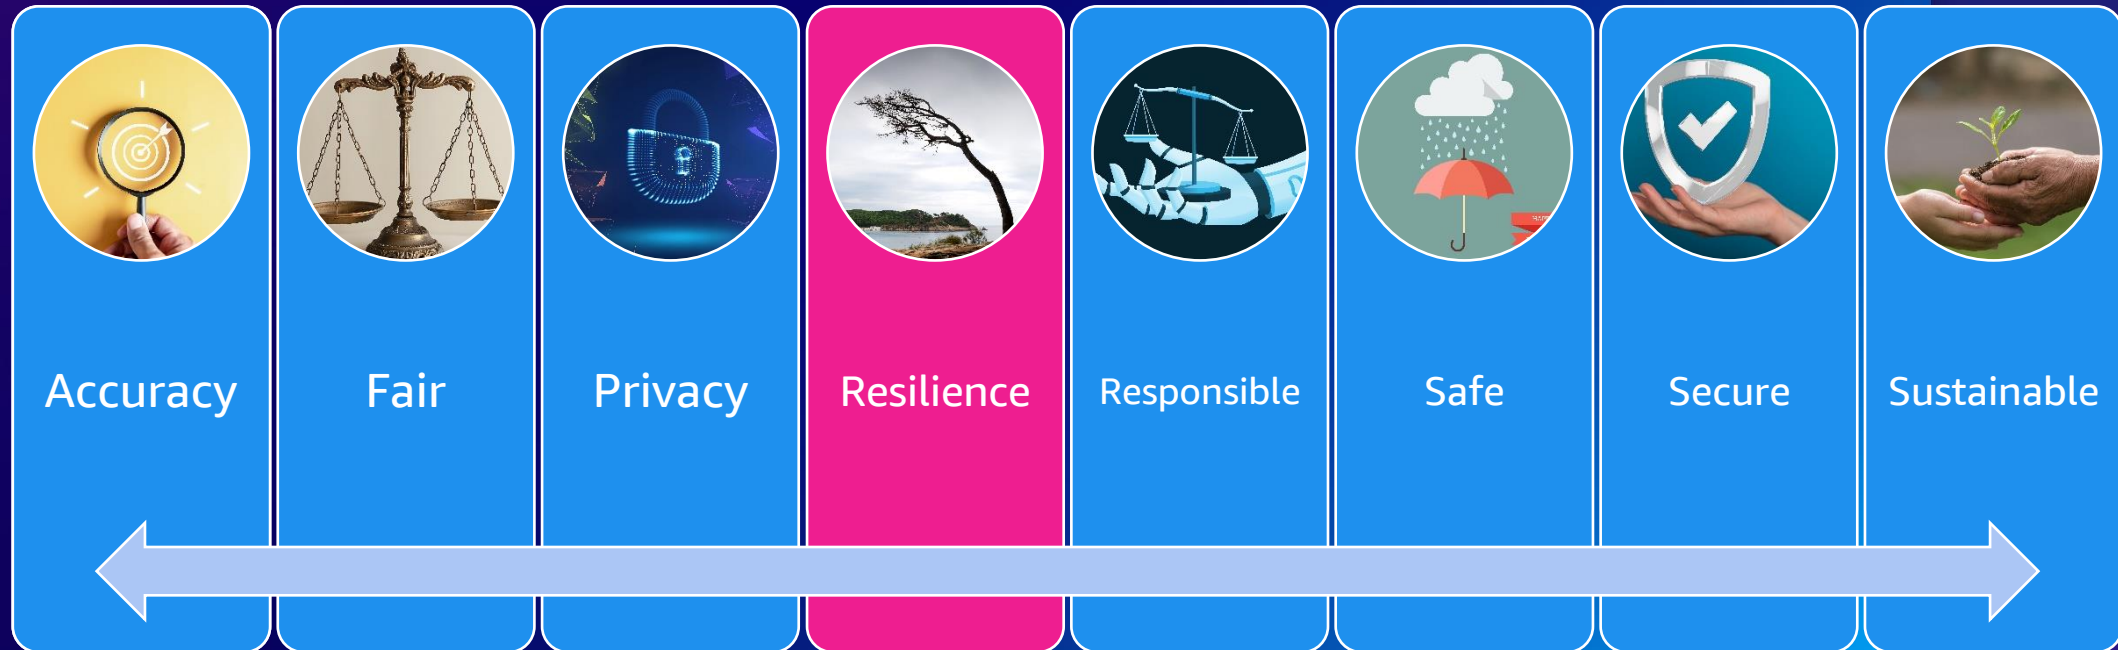 Accuracy
Fair
Privacy
Resilience
Responsible
Safe
Secure
Sustainable